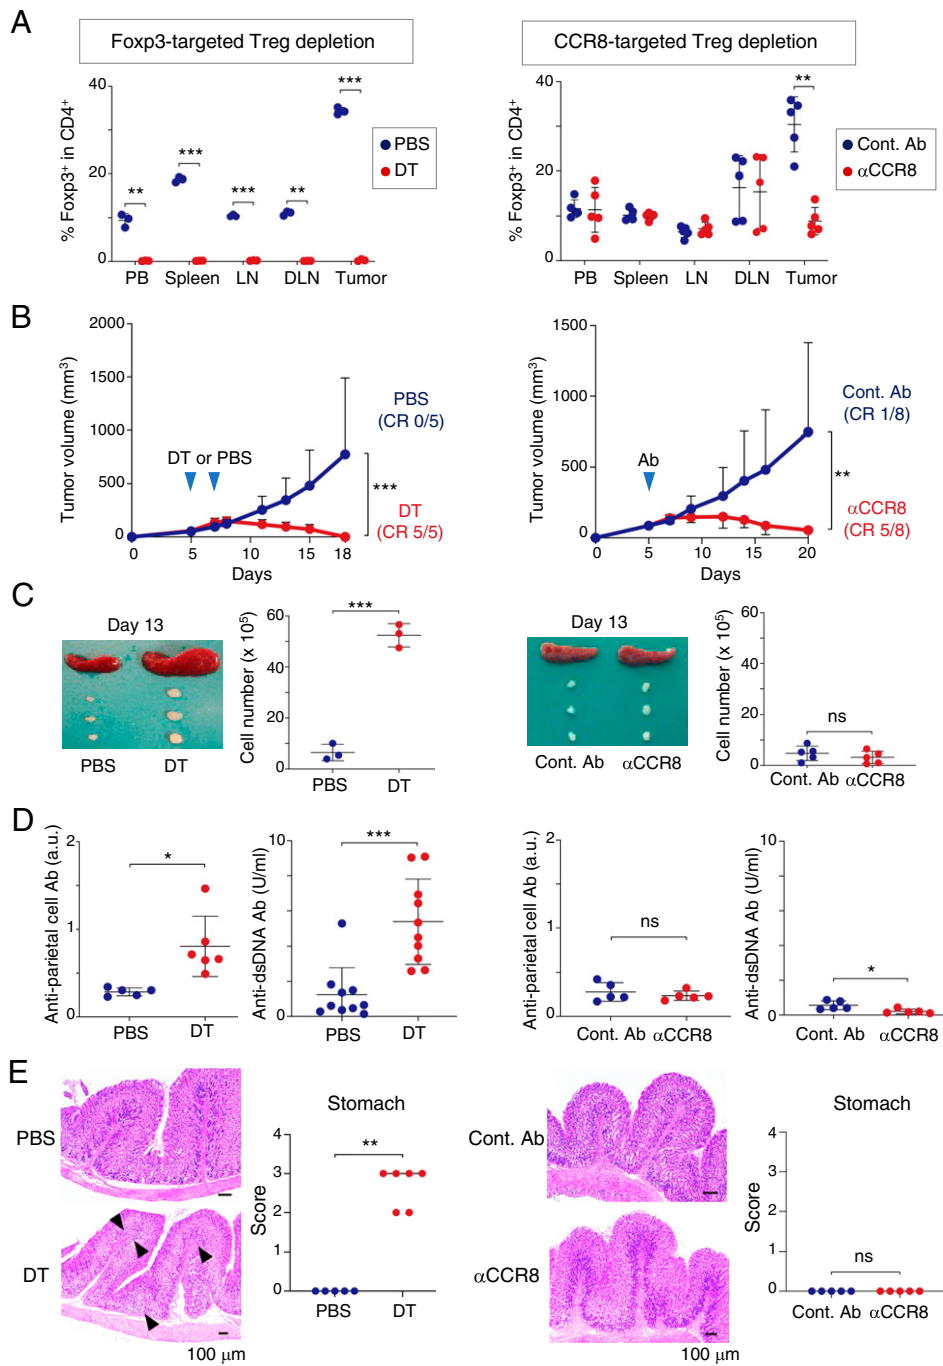 A
Foxp3-targeted Treg depletion
CCR8-targeted Treg depletion
% Foxp3⁺ in CD4⁺
40
20
0
** *** *** ** ***
PB Spleen LN DLN Tumor
PBS
DT
% Foxp3⁺ in CD4⁺
40
20
0
**
PB Spleen LN DLN Tumor
Cont. Ab
αCCR8
B
Tumor volume (mm³)
2000
1500
1000
500
0
DT or PBS
PBS
(CR 0/5)
***
DT
(CR 5/5)
0 5 10 15 18
Days
Tumor volume (mm³)
1500
1000
500
0
Ab
Cont. Ab
(CR 1/8)
**
αCCR8
(CR 5/8)
0 5 10 15 20
Days
C
Day 13
PBS DT
Cell number (x 10⁵)
60
40
20
0
***
PBS DT
Day 13
Cont. Ab αCCR8
Cell number (x 10⁵)
60
40
20
0
ns
Cont. Ab αCCR8
D
Anti-parietal cell Ab (a.u.)
2
1
0
*
PBS DT
Anti-dsDNA Ab (U/ml)
10
5
0
***
PBS DT
Anti-parietal cell Ab (a.u.)
2
1
0
ns
Cont. Ab αCCR8
Anti-dsDNA Ab (U/ml)
10
5
0
*
Cont. Ab αCCR8
E
PBS
DT
100 μm
Stomach
Score
4
3
2
1
0
**
PBS DT
Cont. Ab
αCCR8
100 μm
Stomach
Score
4
3
2
1
0
ns
Cont. Ab αCCR8